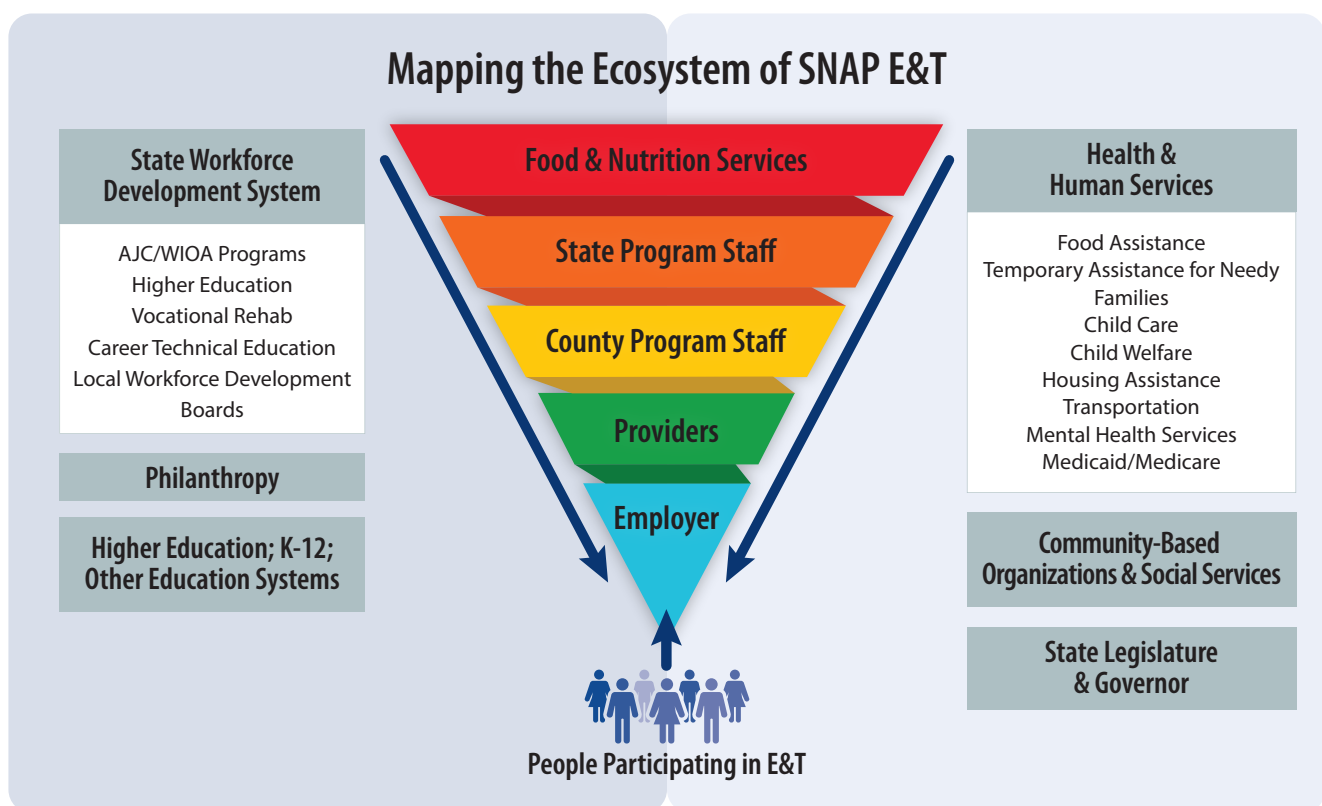 Mapping the Ecosystem of SNAP E&T
State Workforce
Development System
AJC/WIOA Programs
Higher Education
Vocational Rehab
Career Technical Education
Local Workforce Development
Boards
Philanthropy
Higher Education; K-12;
Other Education Systems
Food & Nutrition Services
State Program Staff
County Program Staff
Providers
Employer
People Participating in E&T
Health &
Human Services
Food Assistance
Temporary Assistance for Needy
Families
Child Care
Child Welfare
Housing Assistance
Transportation
Mental Health Services
Medicaid/Medicare
Community-Based
Organizations & Social Services
State Legislature
& Governor